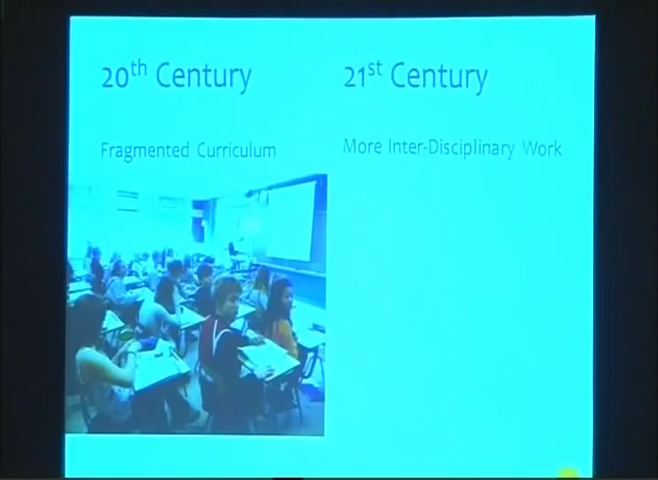 20th Century
Fragmented Curriculum
21st Century
More Inter-Disciplinary Work